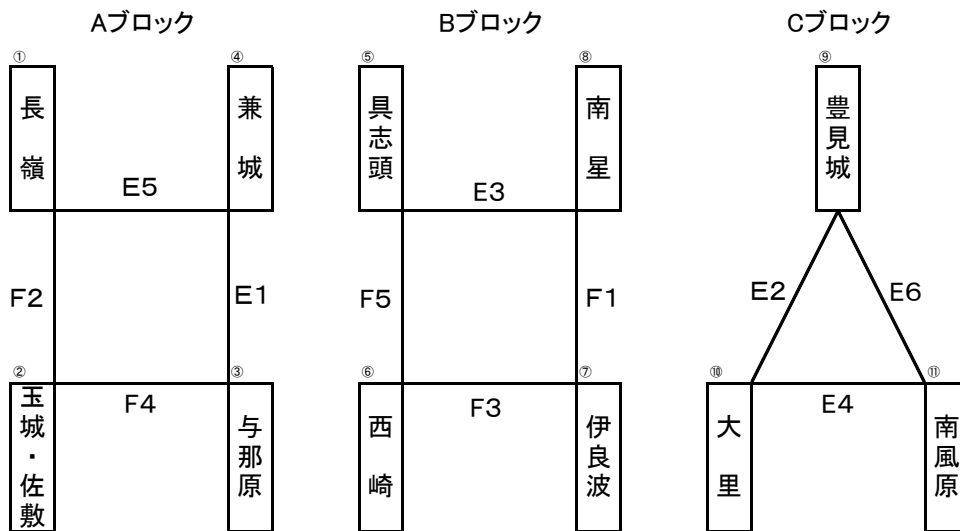 Aブロック
Bブロック
Cブロック
①
④
⑤
⑧
⑨
長嶺
兼城
具志頭
南星
豊見城
E5
E3
F2
E1
F5
F1
E2
E6
②
③
⑥
⑦
⑩
⑪
玉城・佐敷
F4
与那原
西崎
F3
伊良波
大里
E4
南風原